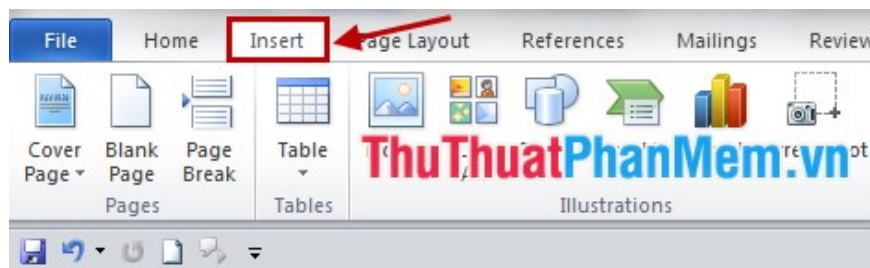 File Home Insert Page Layout References Mailings Review
Cover Page Blank Page Page Break Table
ThuThuatPhanMem.vn
Pages Tables Illustrations